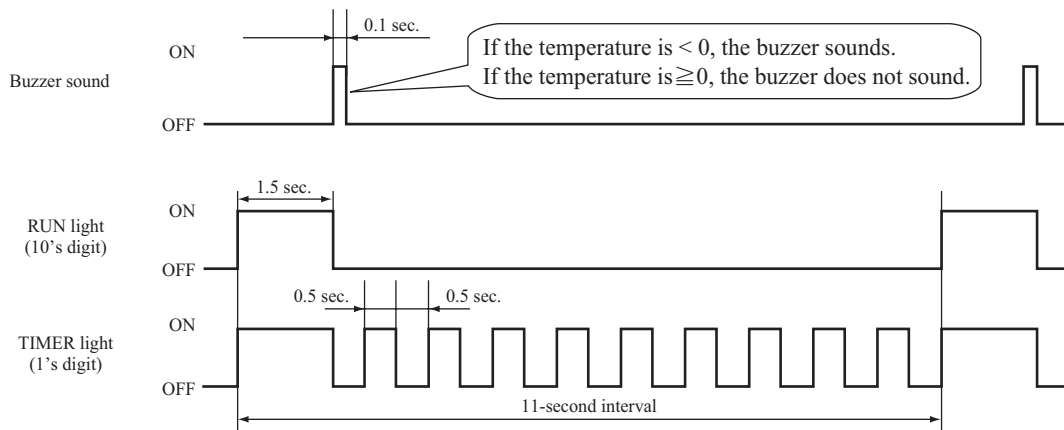 0.1 sec.
ON
If the temperature is < 0, the buzzer sounds.
If the temperature is ≧0, the buzzer does not sound.
Buzzer sound
OFF
1.5 sec.
ON
RUN light
(10’s digit)
OFF
0.5 sec.
0.5 sec.
ON
TIMER light
(1’s digit)
OFF
11-second interval